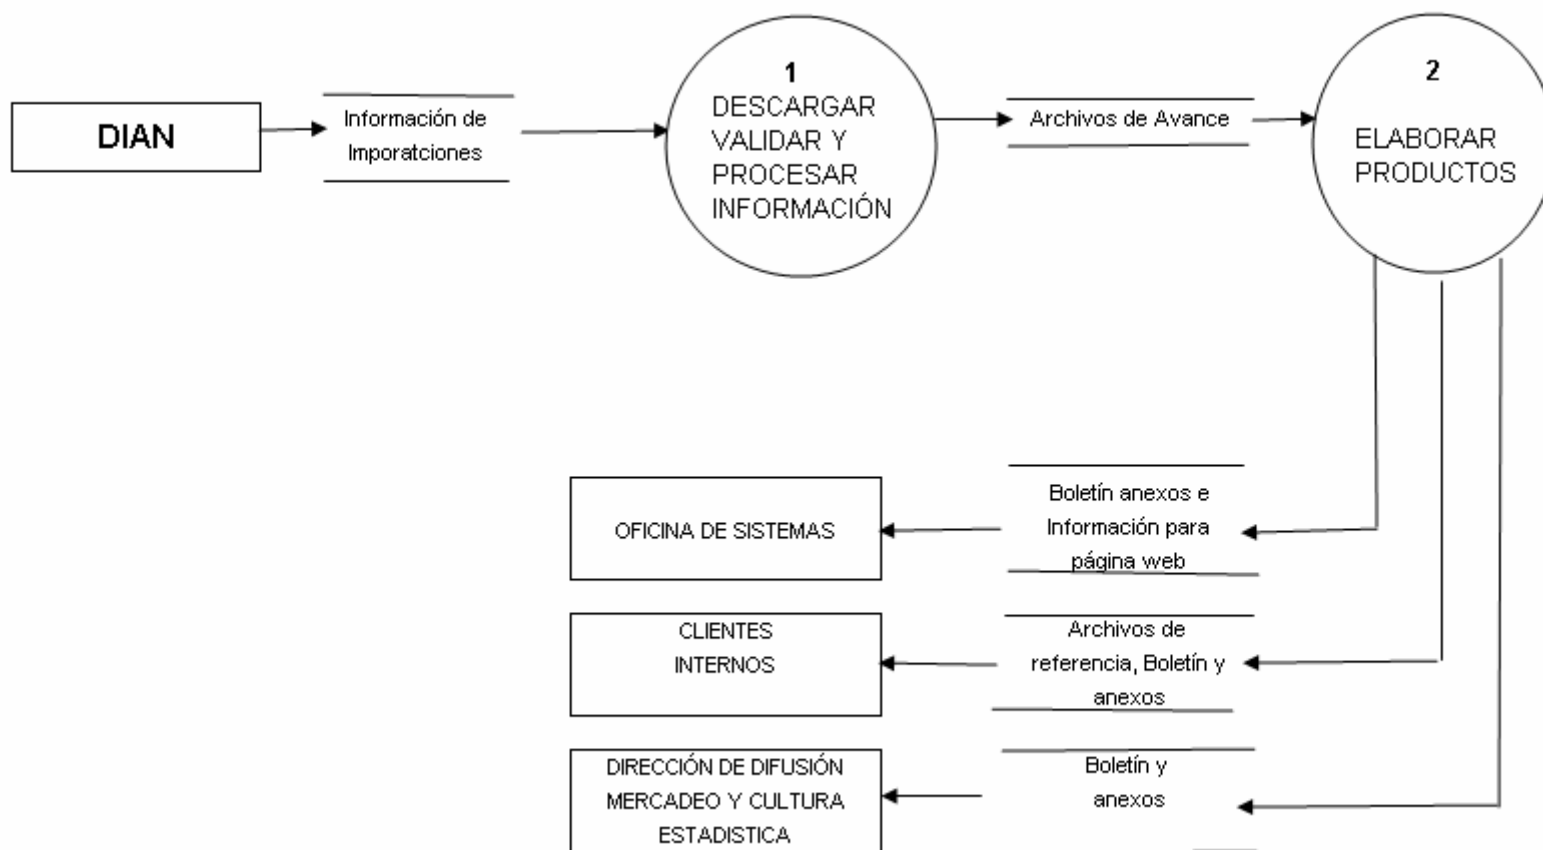 DIAN
Información de
Imporatciones
1
DESCARGAR
VALIDAR Y
PROCESAR
INFORMACIÓN
Archivos de Avance
2
ELABORAR
PRODUCTOS
OFICINA DE SISTEMAS
Boletín anexos e
Información para
página web
CLIENTES
INTERNOS
Archivos de
referencia, Boletín y
anexos
DIRECCIÓN DE DIFUSIÓN
MERCADEO Y CULTURA
ESTADISTICA
Boletín y
anexos